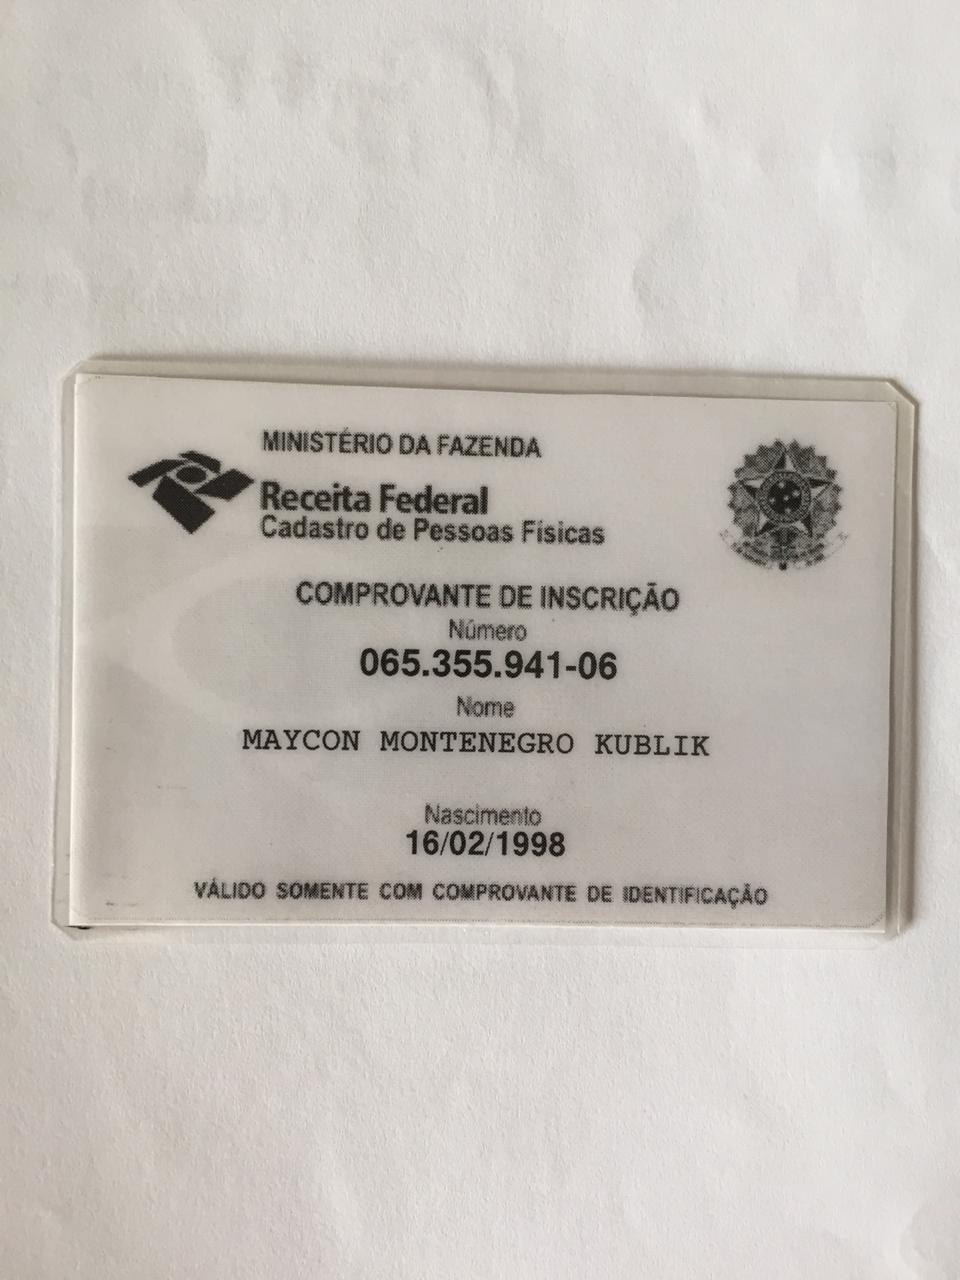 MINISTÉRIO DA FAZENDA
Receita Federal
Cadastro de Pessoas Físicas
COMPROVANTE DE INSCRIÇÃO
Número
065.355.941-06
Nome
MAYCON MONTENEGRO KUBLIK
Nascimento
16/02/1998
VÁLIDO SOMENTE COM COMPROVANTE DE IDENTIFICAÇÃO